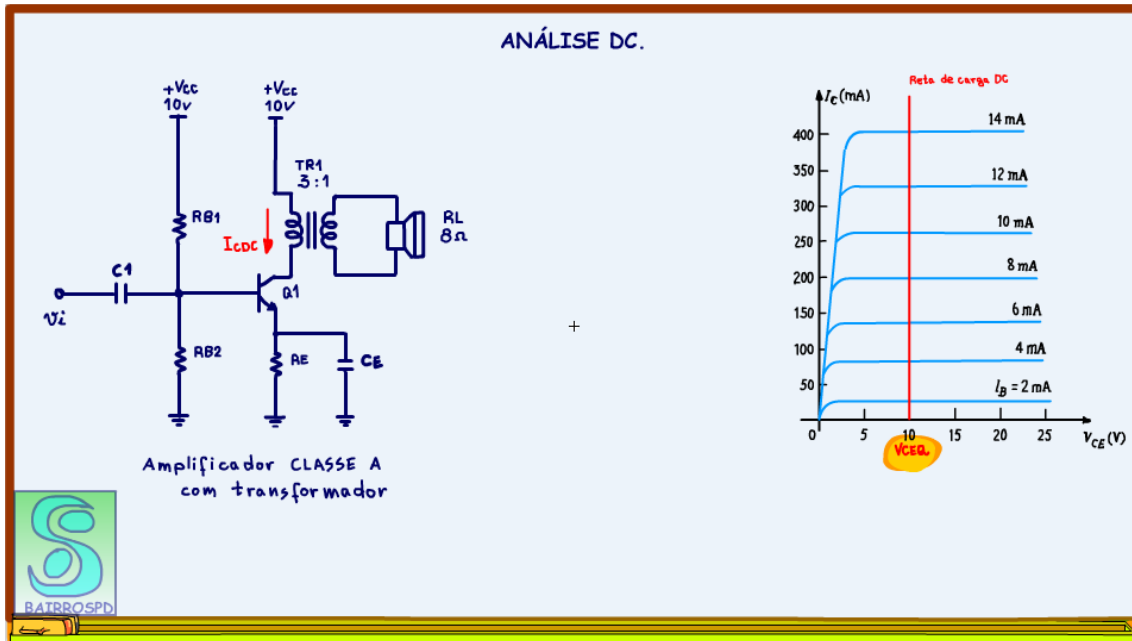 ANÁLISE DC.
+Vcc
10v
+Vcc
10v
TR1
3:1
RB1
ICDC
RL
8Ω
C1
Q1
Vi
RB2
RE
CE
Amplificador CLASSE A
com transformador
BAIRROSPD
Reta de carga DC
IC (mA)
400
350
300
250
200
150
100
50
14 mA
12 mA
10 mA
8 mA
6 mA
4 mA
IB = 2 mA
0
5
10
15
20
25
VCE (V)
VCEQ